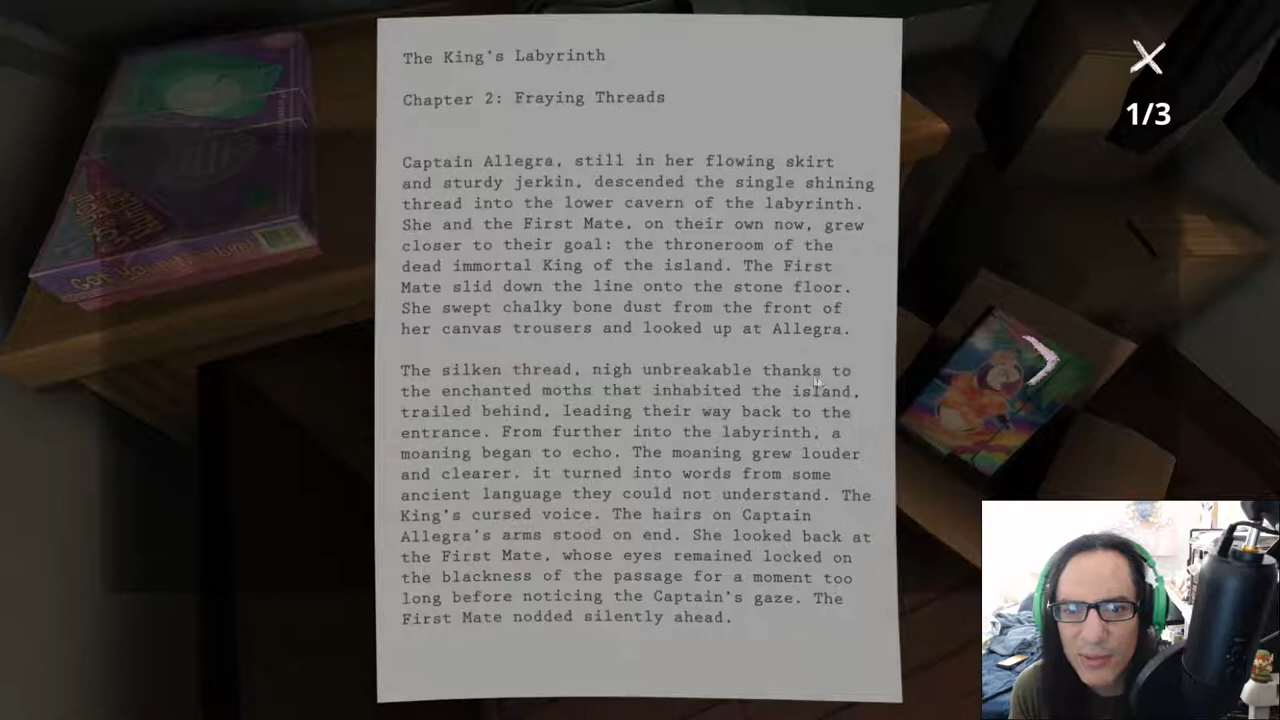 The King's Labyrinth
1/3
Chapter 2: Fraying Threads
Captain Allegra, still in her flowing skirt
and sturdy jerkin, descended the single shining
thread into the lower cavern of the labyrinth.
She and the First Mate, on their own now, grew
closer to their goal: the throneroom of the
dead immortal King of the island. The First
Mate slid down the line onto the stone floor.
She swept chalky bone dust from the front of
her canvas trousers and looked up at Allegra.
The silken thread, nigh unbreakable thanks to
the enchanted moths that inhabited the island,
trailed behind, leading their way back to the
entrance. From further into the labyrinth, a
moaning began to echo. The moaning grew louder
and clearer. it turned into words from some
ancient language they could not understand. The
King's cursed voice. The hairs on Captain
Allegra's arms stood on end. She looked back at
the First Mate, whose eyes remained locked on
the blackness of the passage for a moment too
long before noticing the Captain's gaze. The
First Mate nodded silently ahead.